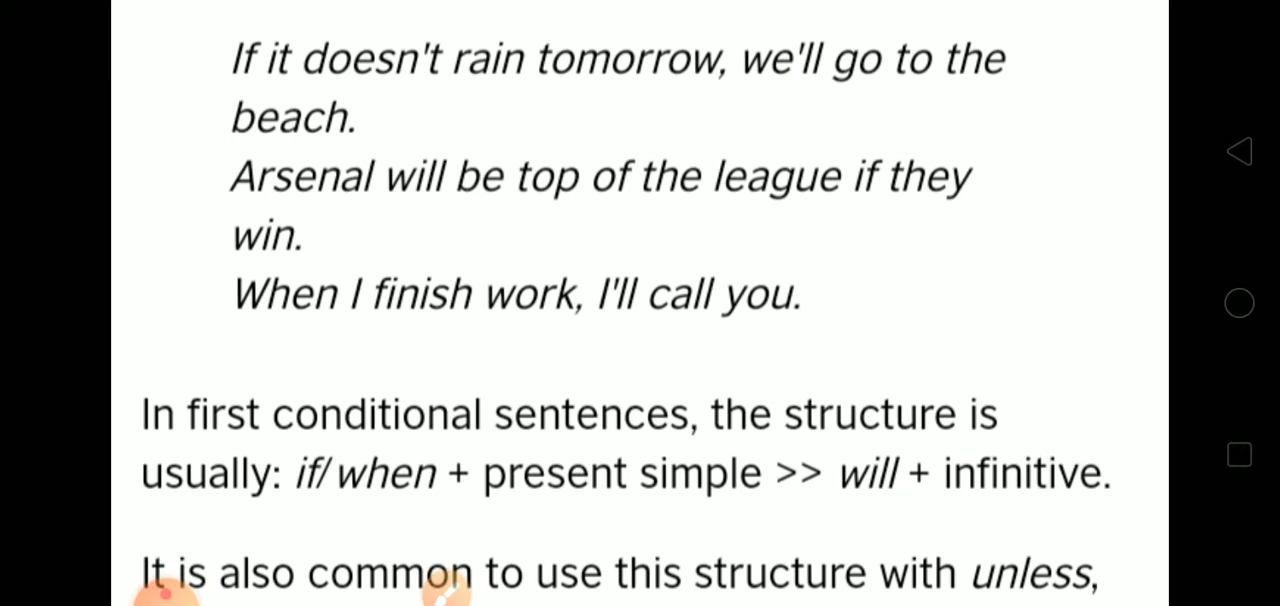 If it doesn't rain tomorrow, we'll go to the
beach.
Arsenal will be top of the league if they
win.
When I finish work, I'll call you.
In first conditional sentences, the structure is
usually: if/when + present simple >> will + infinitive.
It is also common to use this structure with unless,